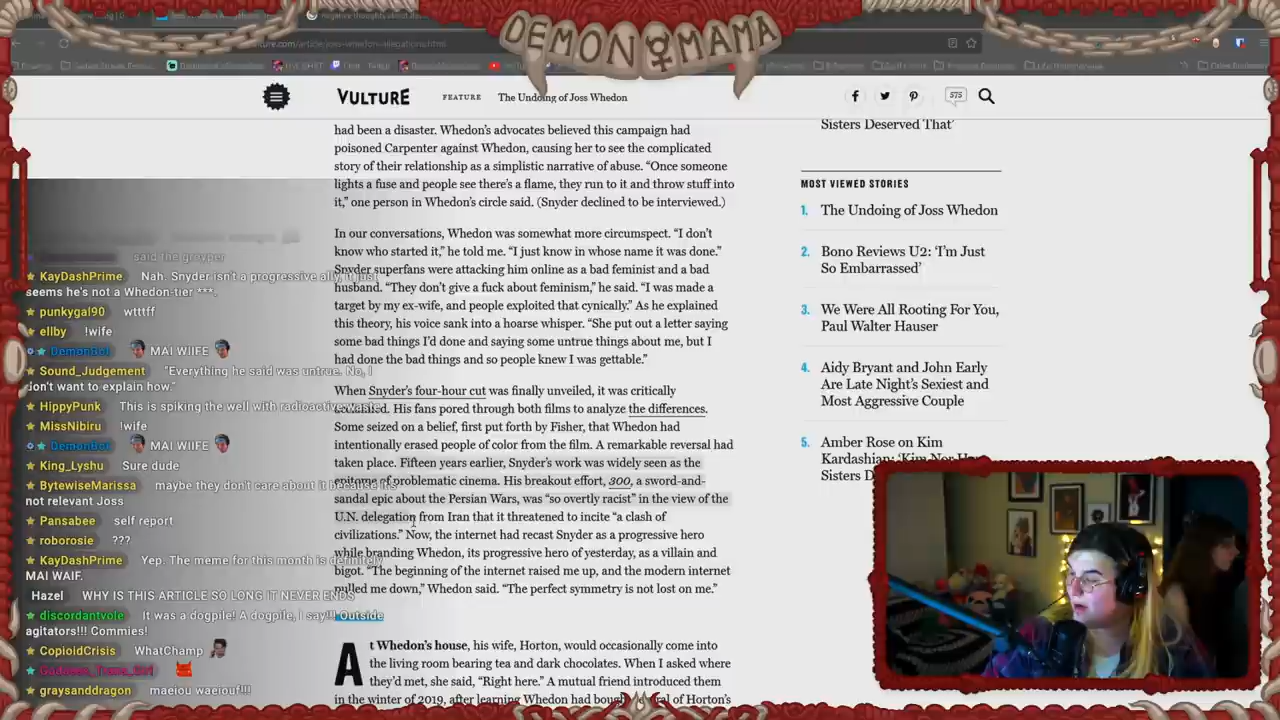 DEMON MAMA
VULTURE
FEATURE
The Undoing of Joss Whedon
575
had been a disaster. Whedon's advocates believed this campaign had
poisoned Carpenter against Whedon, causing her to see the complicated
story of their relationship as a simplistic narrative of abuse. “Once someone
lights a fuse and people see there's a flame, they run to it and throw stuff into
it,” one person in Whedon's circle said. (Snyder declined to be interviewed.)
In our conversations, Whedon was somewhat more circumspect. “I don't
know who started it,” he told me. “I just know in whose name it was done.”
Snyder superfans were attacking him online as a bad feminist and a bad
husband. “They don't give a fuck about feminism,” he said. “I was made a
target by my ex-wife, and people exploited that cynically.” As he explained
this theory, his voice sank into a hoarse whisper. “She put out a letter saying
some bad things I'd done and saying some untrue things about me, but I
had done the bad things and so people knew I was gettable.”
When Snyder's four-hour cut was finally unveiled, it was critically
acclaimed. His fans pored through both films to analyze the differences.
Some seized on a belief, first put forth by Fisher, that Whedon had
intentionally erased people of color from the film. A remarkable reversal had
taken place. Fifteen years earlier, Snyder's work was widely seen as the
epitome of problematic cinema. His breakout effort, 300, a sword-and-
sandal epic about the Persian Wars, was “so overtly racist” in the view of the
U.N. delegation from Iran that it threatened to incite “a clash of
civilizations.” Now, the internet had recast Snyder as a progressive hero
while branding Whedon, its progressive hero of yesterday, as a villain and
bigot. “The beginning of the internet raised me up, and the modern internet
pulled me down,” Whedon said. “The perfect symmetry is not lost on me.”
At Whedon's house, his wife, Horton, would occasionally come into
the living room bearing tea and dark chocolates. When I asked where
they'd met, she said, “Right here.” A mutual friend introduced them
in the winter of 2019, after learning Whedon had bought several of Horton's
Sisters Deserved That’
MOST VIEWED STORIES
1. The Undoing of Joss Whedon
2. Bono Reviews U2: ‘I'm Just
So Embarrassed’
3. We Were All Rooting For You,
Paul Walter Hauser
4. Aidy Bryant and John Early
Are Late Night's Sexiest and
Most Aggressive Couple
5. Amber Rose on Kim
Kardashian:
Sisters
said the groyper
KayDashPrime Nah. Snyder isn't a progressive ally it just
seems he's not a Whedon-tier ***.
punkygal90 wtttff
ellby !wife
DemonBot MAI WIIFE
Sound_Judgement "Everything he said was untrue. No, I
don't want to explain how."
HippyPunk This is spiking the well with radioactive waste
MissNibiru !wife
DemonBot MAI WIIFE
King_Lyshu Sure dude
BytewiseMarissa maybe they don't care about it because its
not relevant Joss
Pansabee self report
roborosie ???
KayDashPrime Yep. The meme for this month is definitely
MAI WAIF.
Hazel WHY IS THIS ARTICLE SO LONG IT NEVER ENDS
discordantvole It was a dogpile! A dogpile, I say!!! Outside
agitators!!! Commies!
CopioidCrisis WhatChamp
graysanddragon maeiou waeiouf!!!